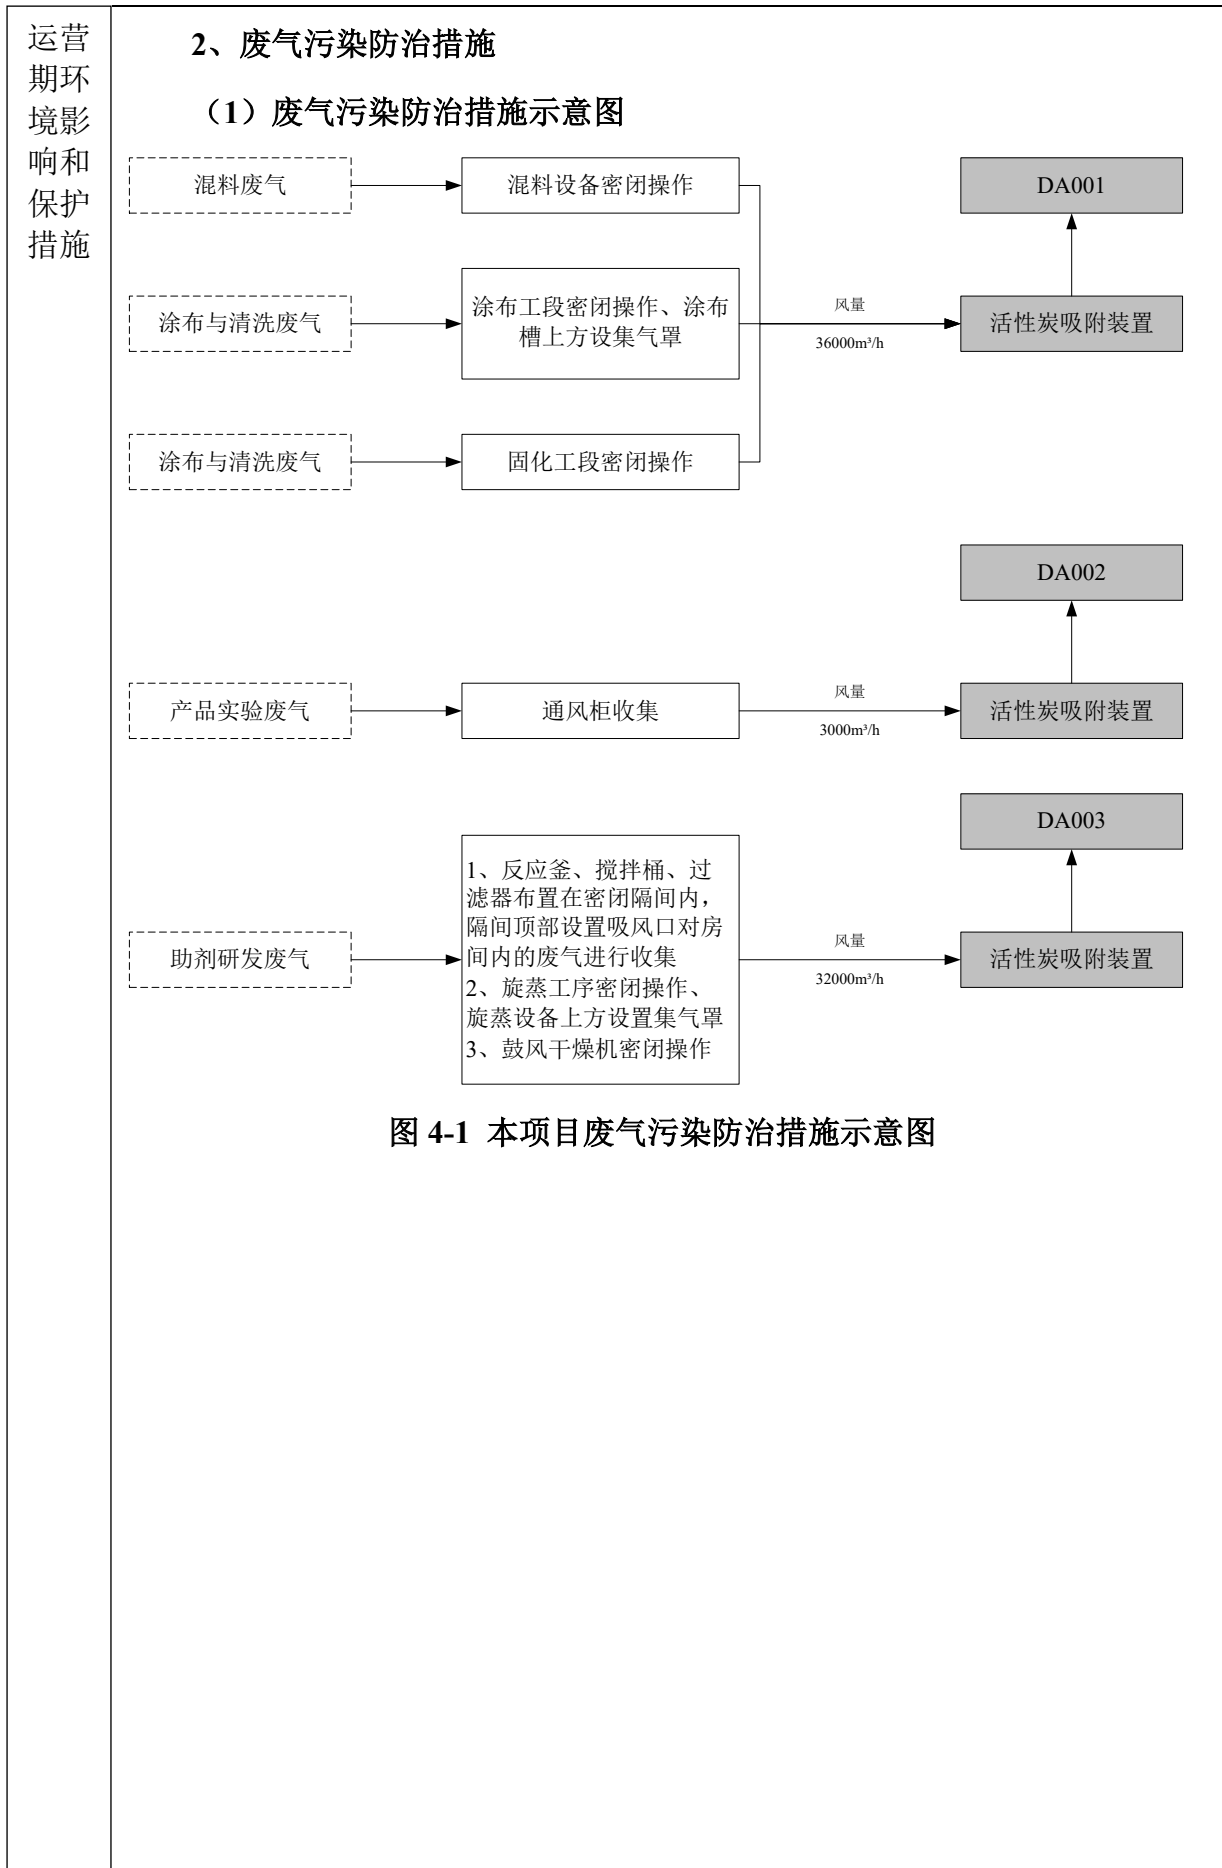 运营
期环
境影
响和
保护
措施
2、废气污染防治措施
（1）废气污染防治措施示意图
混料废气
混料设备密闭操作
DA001
涂布与清洗废气
涂布工段密闭操作、涂布
槽上方设集气罩
风量
36000m³/h
活性炭吸附装置
涂布与清洗废气
固化工段密闭操作
DA002
产品实验废气
通风柜收集
风量
3000m³/h
活性炭吸附装置
DA003
助剂研发废气
1、反应釜、搅拌桶、过
滤器布置在密闭隔间内，
隔间顶部设置吸风口对房
间内的废气进行收集
2、旋蒸工序密闭操作、
旋蒸设备上方设置集气罩
3、鼓风干燥机密闭操作
风量
32000m³/h
活性炭吸附装置
图 4-1 本项目废气污染防治措施示意图